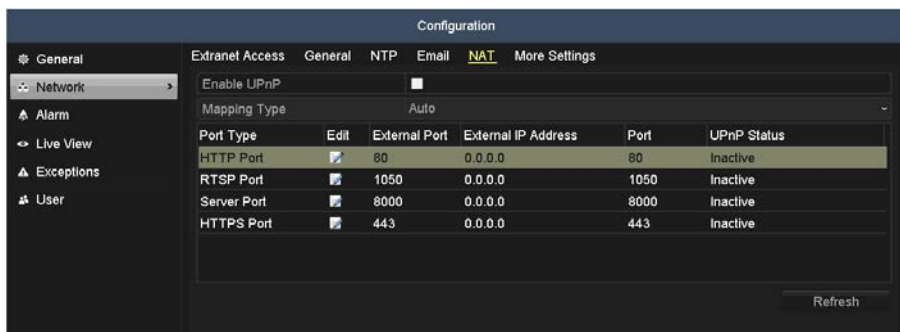 Configuration
General
Network
Alarm
Live View
Exceptions
User
Extranet Access General NTP Email NAT More Settings
Enable UPnP
Mapping Type Auto
Port Type Edit External Port External IP Address Port UPnP Status
HTTP Port 80 0.0.0.0 80 Inactive
RTSP Port 1050 0.0.0.0 1050 Inactive
Server Port 8000 0.0.0.0 8000 Inactive
HTTPS Port 443 0.0.0.0 443 Inactive
Refresh